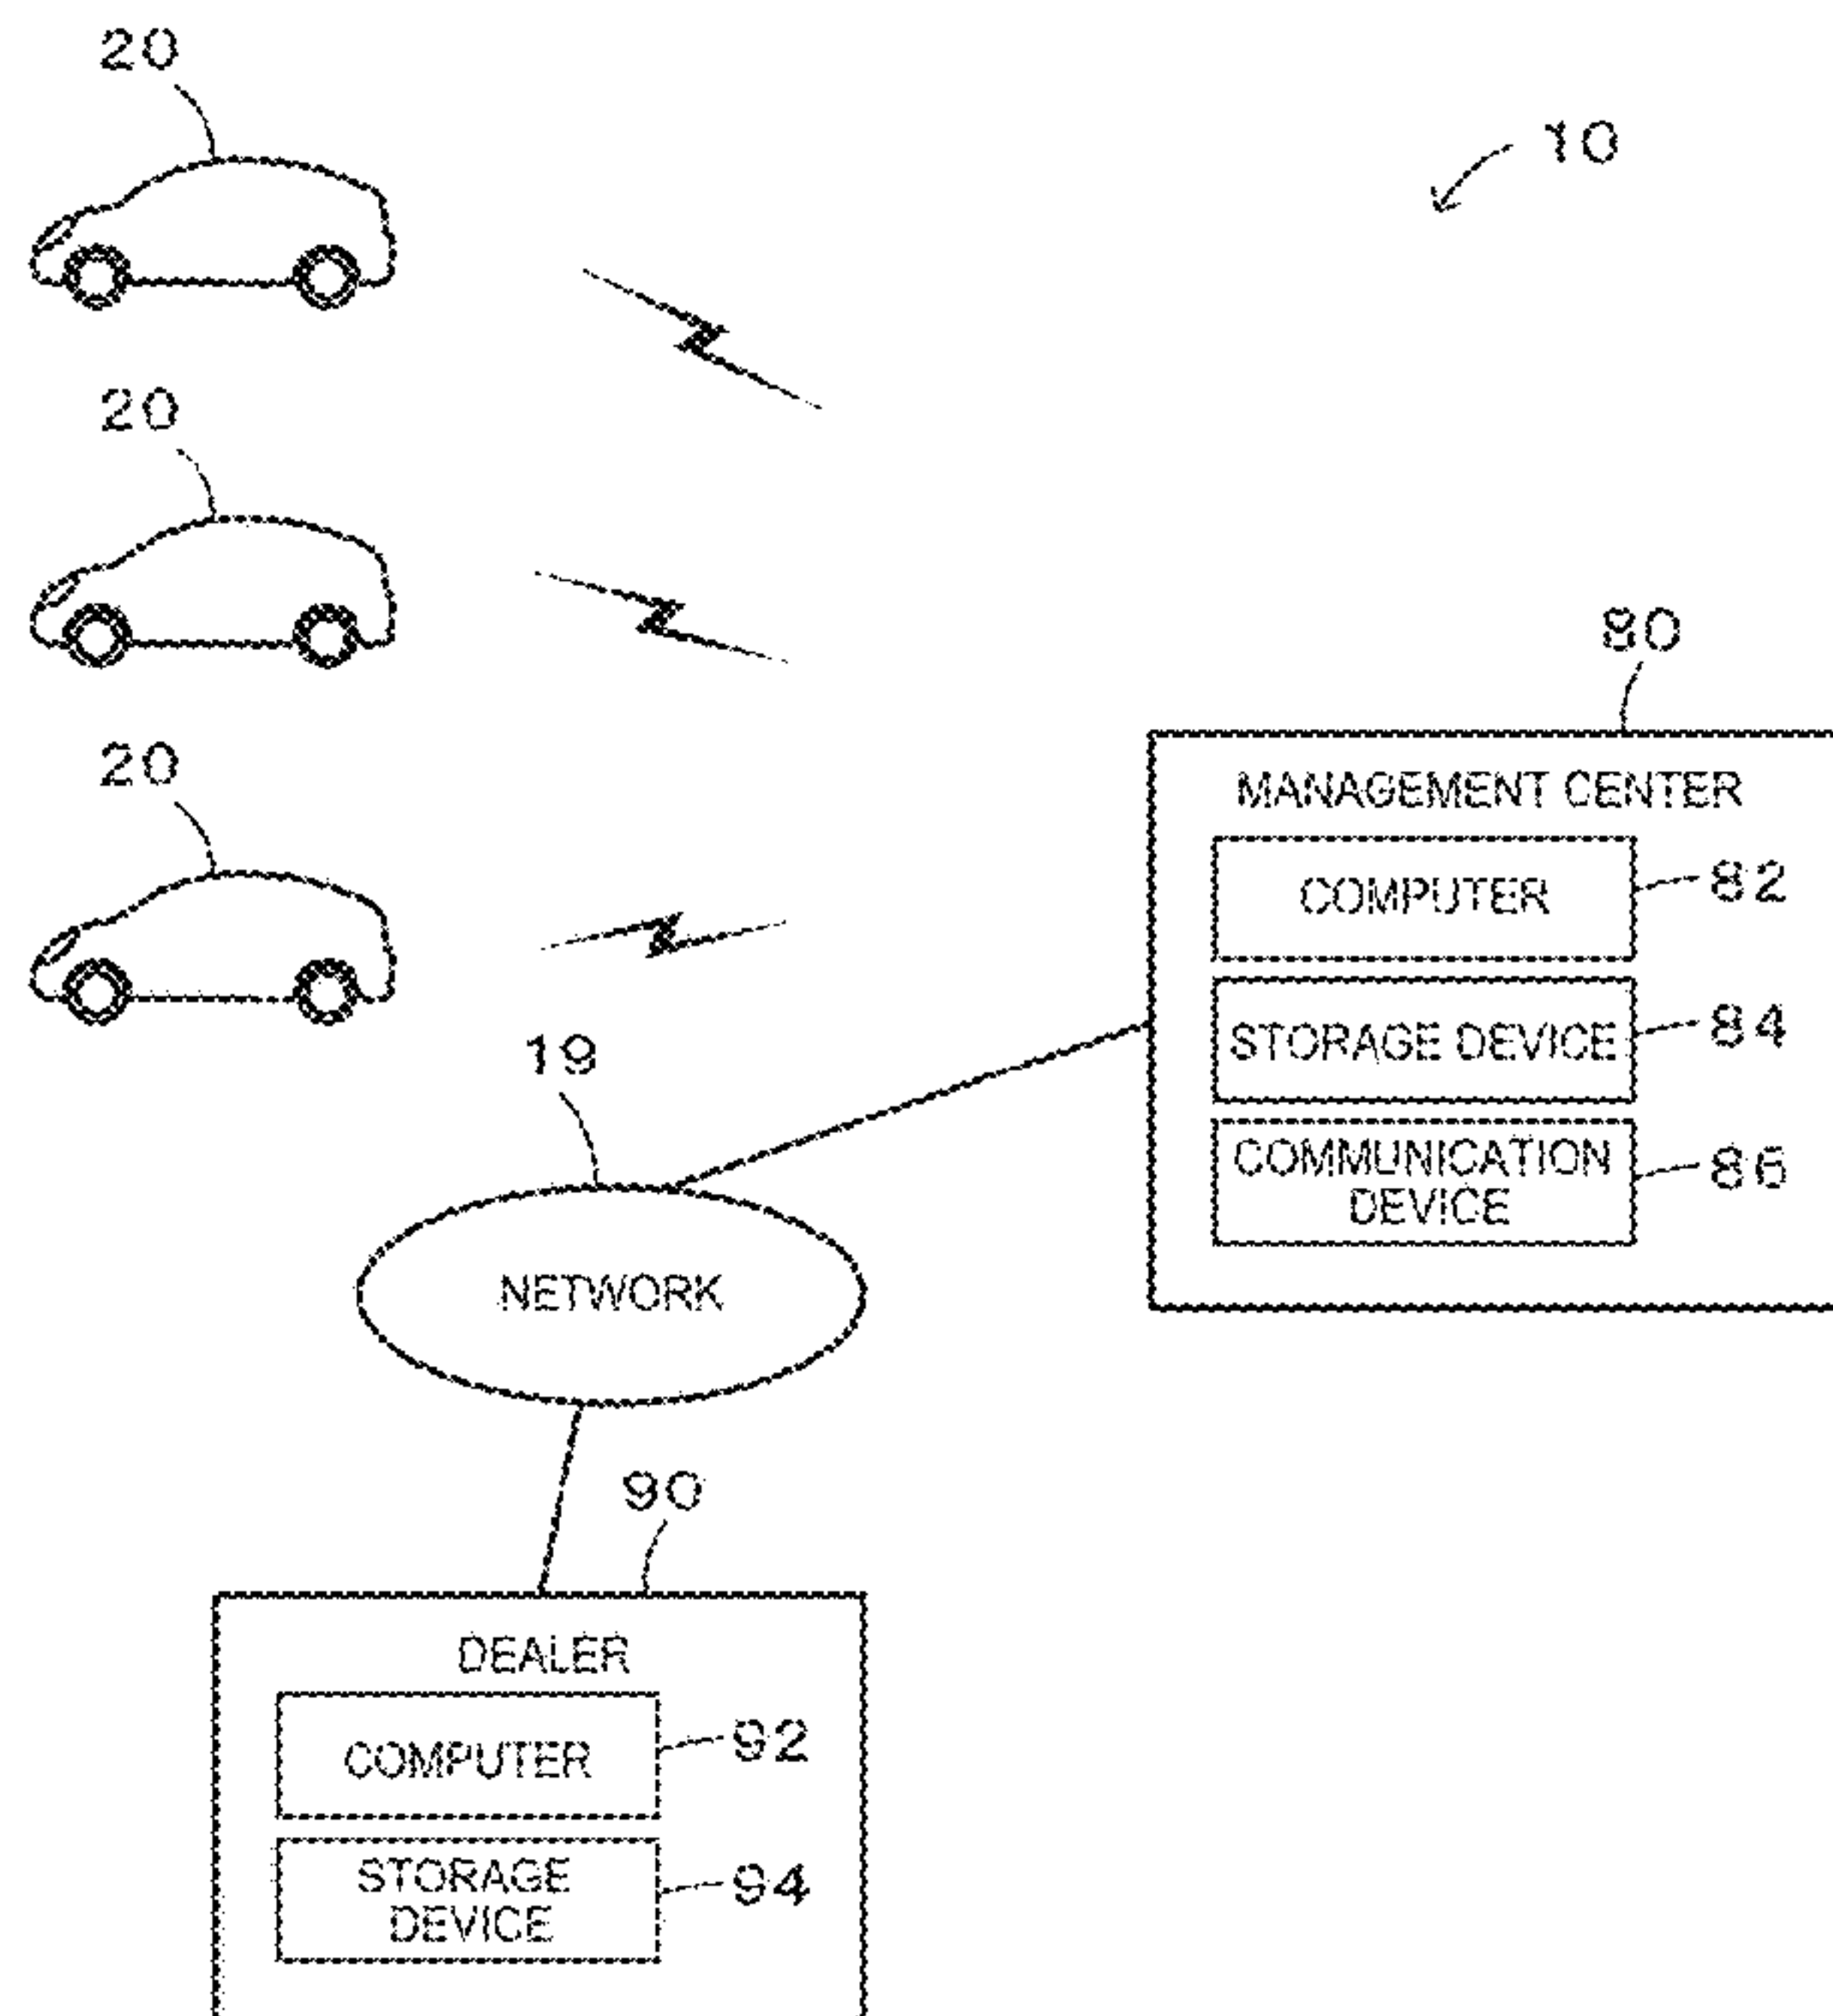 20
10
20
80
20
MANAGEMENT CENTER
COMPUTER
82
STORAGE DEVICE
84
19
COMMUNICATION
DEVICE
86
NETWORK
90
DEALER
COMPUTER
92
STORAGE
DEVICE
94